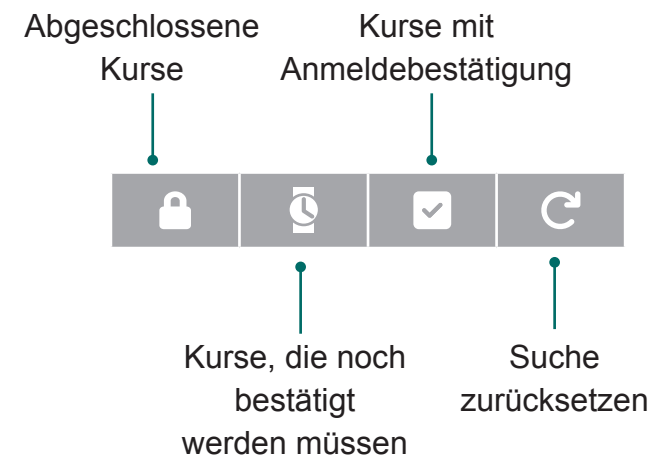 Abgeschlossene
Kurse
Kurse mit
Anmeldebestätigung
Kurse, die noch
bestätigt
werden müssen
Suche
zurücksetzen